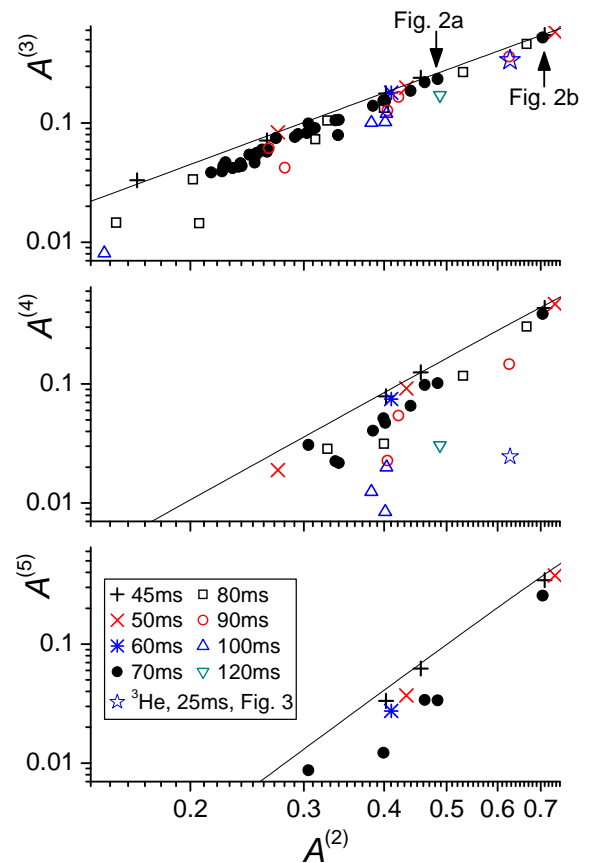 Fig. 2a
A(3)
0.1
0.01
Fig. 2b
A(4)
0.1
0.01
A(5)
0.1
0.01
45ms 80ms
50ms 90ms
60ms 100ms
70ms 120ms
³He, 25ms, Fig. 3
0.2 0.3 0.4 0.5 0.6 0.7
A(2)